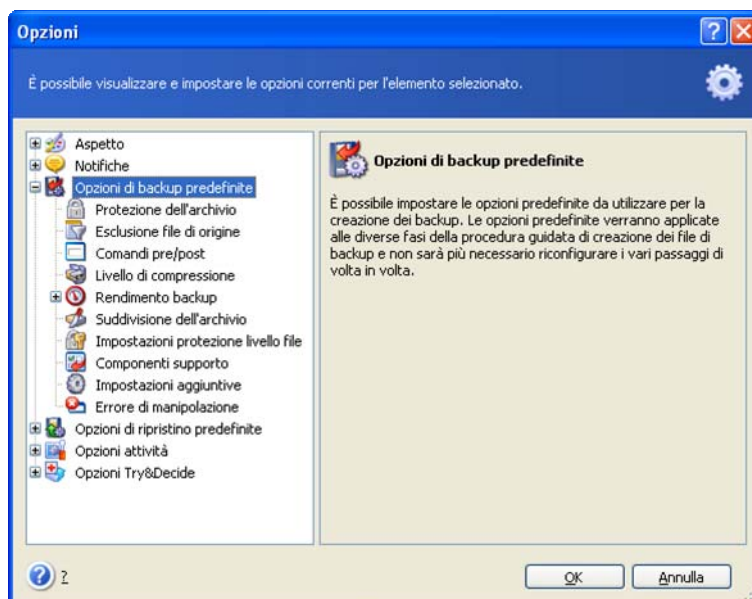 Opzioni
È possibile visualizzare e impostare le opzioni correnti per l'elemento selezionato.
Aspetto
Notifiche
Opzioni di backup predefinite
Protezione dell'archivio
Esclusione file di origine
Comandi pre/post
Livello di compressione
Rendimento backup
Suddivisione dell'archivio
Impostazioni protezione livello file
Componenti supporto
Impostazioni aggiuntive
Errore di manipolazione
Opzioni di ripristino predefinite
Opzioni attività
Opzioni Try&Decide
Opzioni di backup predefinite
È possibile impostare le opzioni predefinite da utilizzare per la
creazione dei backup. Le opzioni predefinite verranno applicate
alle diverse fasi della procedura guidata di creazione dei file di
backup e non sarà più necessario riconfigurare i vari passaggi di
volta in volta.
?
OK
Annulla